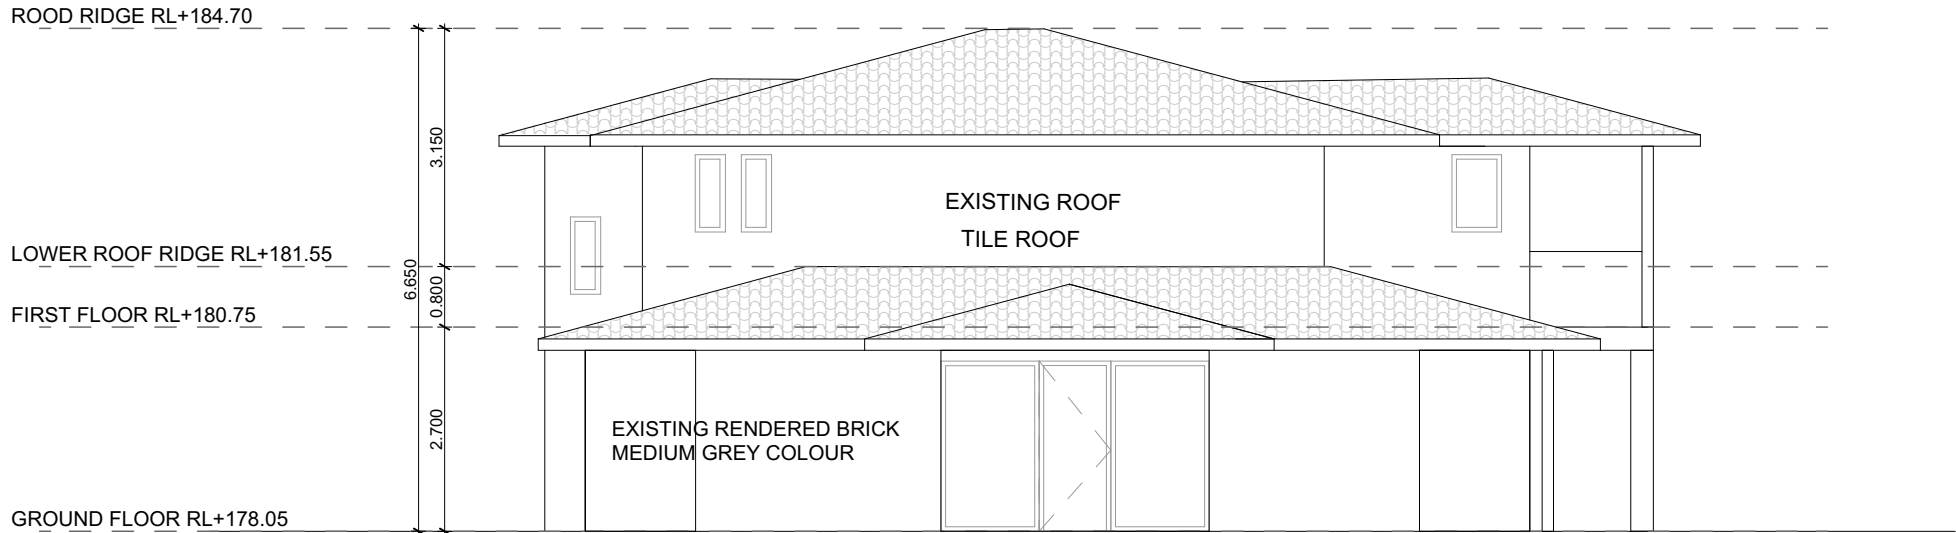 ROOD RIDGE RL+184.70
3.150
EXISTING ROOF
TILE ROOF
LOWER ROOF RIDGE RL+181.55
6.650
0.800
FIRST FLOOR RL+180.75
2.700
EXISTING RENDERED BRICK
MEDIUM GREY COLOUR
GROUND FLOOR RL+178.05